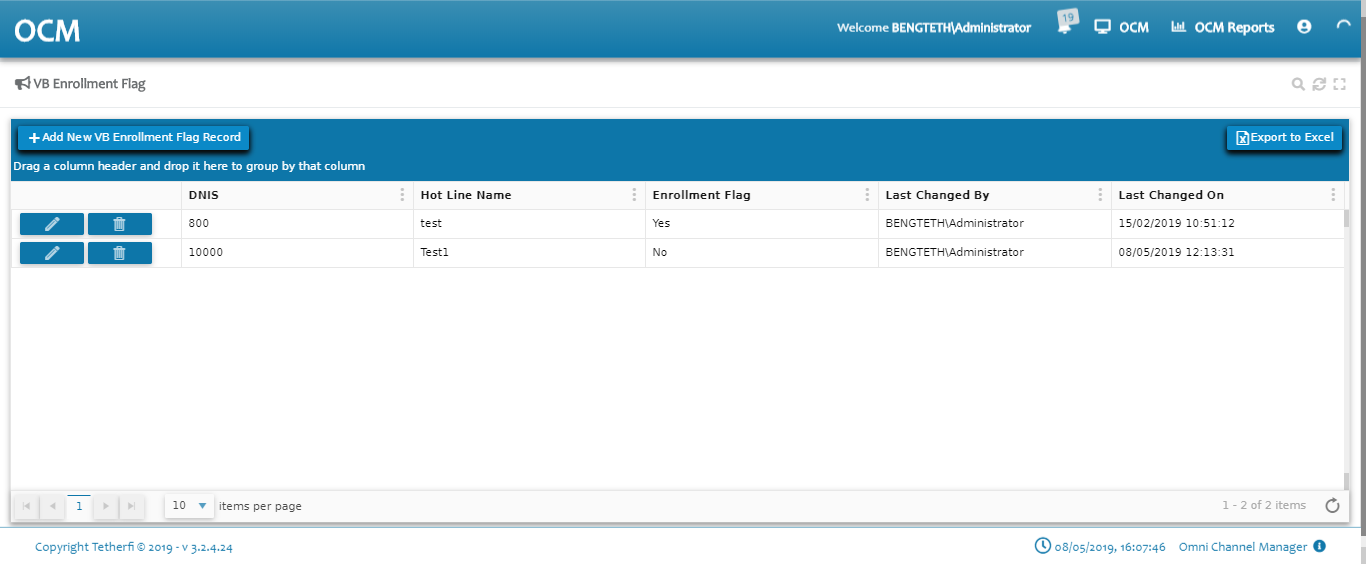 OCM
Welcome BENGTETH\Administrator
19
OCM
OCM Reports
VB Enrollment Flag
Add New VB Enrollment Flag Record
Export to Excel
Drag a column header and drop it here to group by that column
DNIS Hot Line Name Enrollment Flag Last Changed By Last Changed On
800 test Yes BENGTETH\Administrator 15/02/2019 10:51:12
10000 Test1 No BENGTETH\Administrator 08/05/2019 12:13:31
1 10 items per page 1 - 2 of 2 items
Copyright Tetherfi © 2019 - v 3.2.4.24 08/05/2019, 16:07:46 Omni Channel Manager